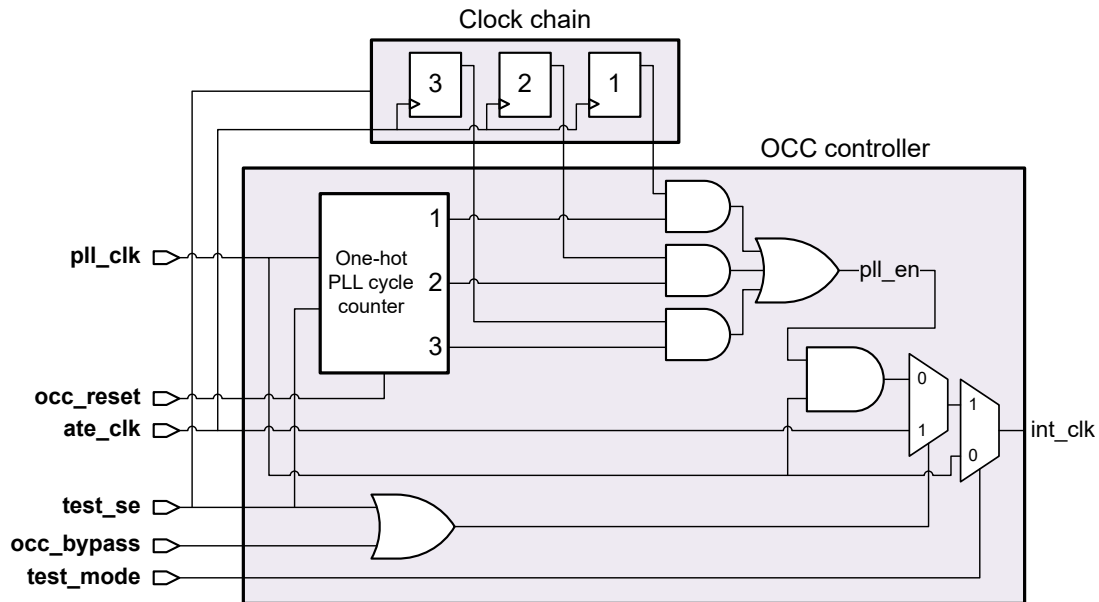 Clock chain
3
2
1
OCC controller
pll_clk
One-hot
PLL cycle
counter
1
2
3
pll_en
occ_reset
ate_clk
0
1
1
0
int_clk
test_se
occ_bypass
test_mode